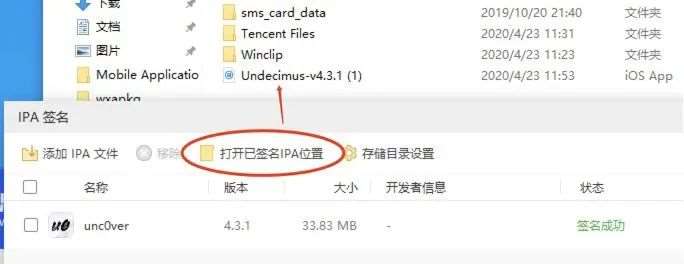 下载
sms_card_data 2019/10/20 21:40 文件夹
文档
Tencent Files 2020/4/23 11:31 文件夹
图片
Winclip 2020/4/23 11:23 文件夹
Mobile Applicatio
Undecimus-v4.3.1 (1) 2020/4/23 11:53 iOS App
wxapkg
IPA 签名
添加 IPA 文件 移除 打开已签名IPA位置 存储目录设置
名称 版本 大小 开发者信息 状态
u0 unc0ver 4.3.1 33.83 MB - 签名成功